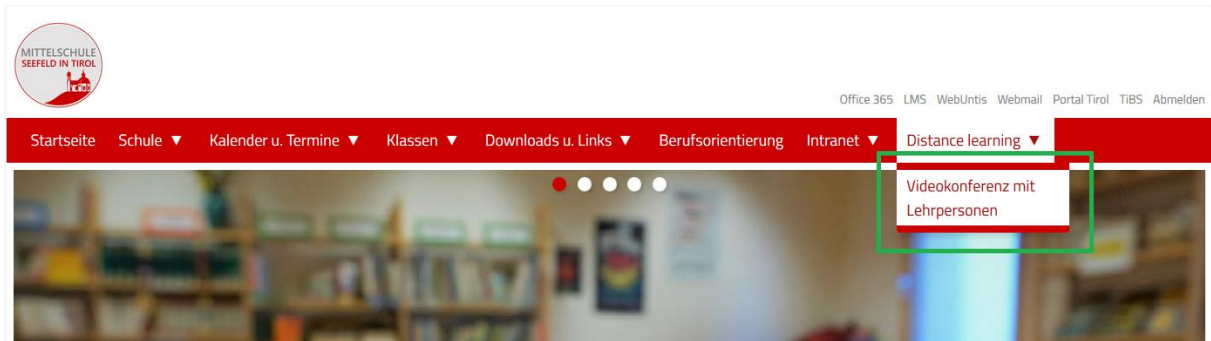 MITTELSCHULE
SEEFELD IN TIROL
Office 365 LMS WebUntis Webmail Portal Tirol TiBS Abmelden
Startseite Schule ▼ Kalender u. Termine ▼ Klassen ▼ Downloads u. Links ▼ Berufsorientierung Intranet ▼ Distance learning ▼
Videokonferenz mit
Lehrpersonen